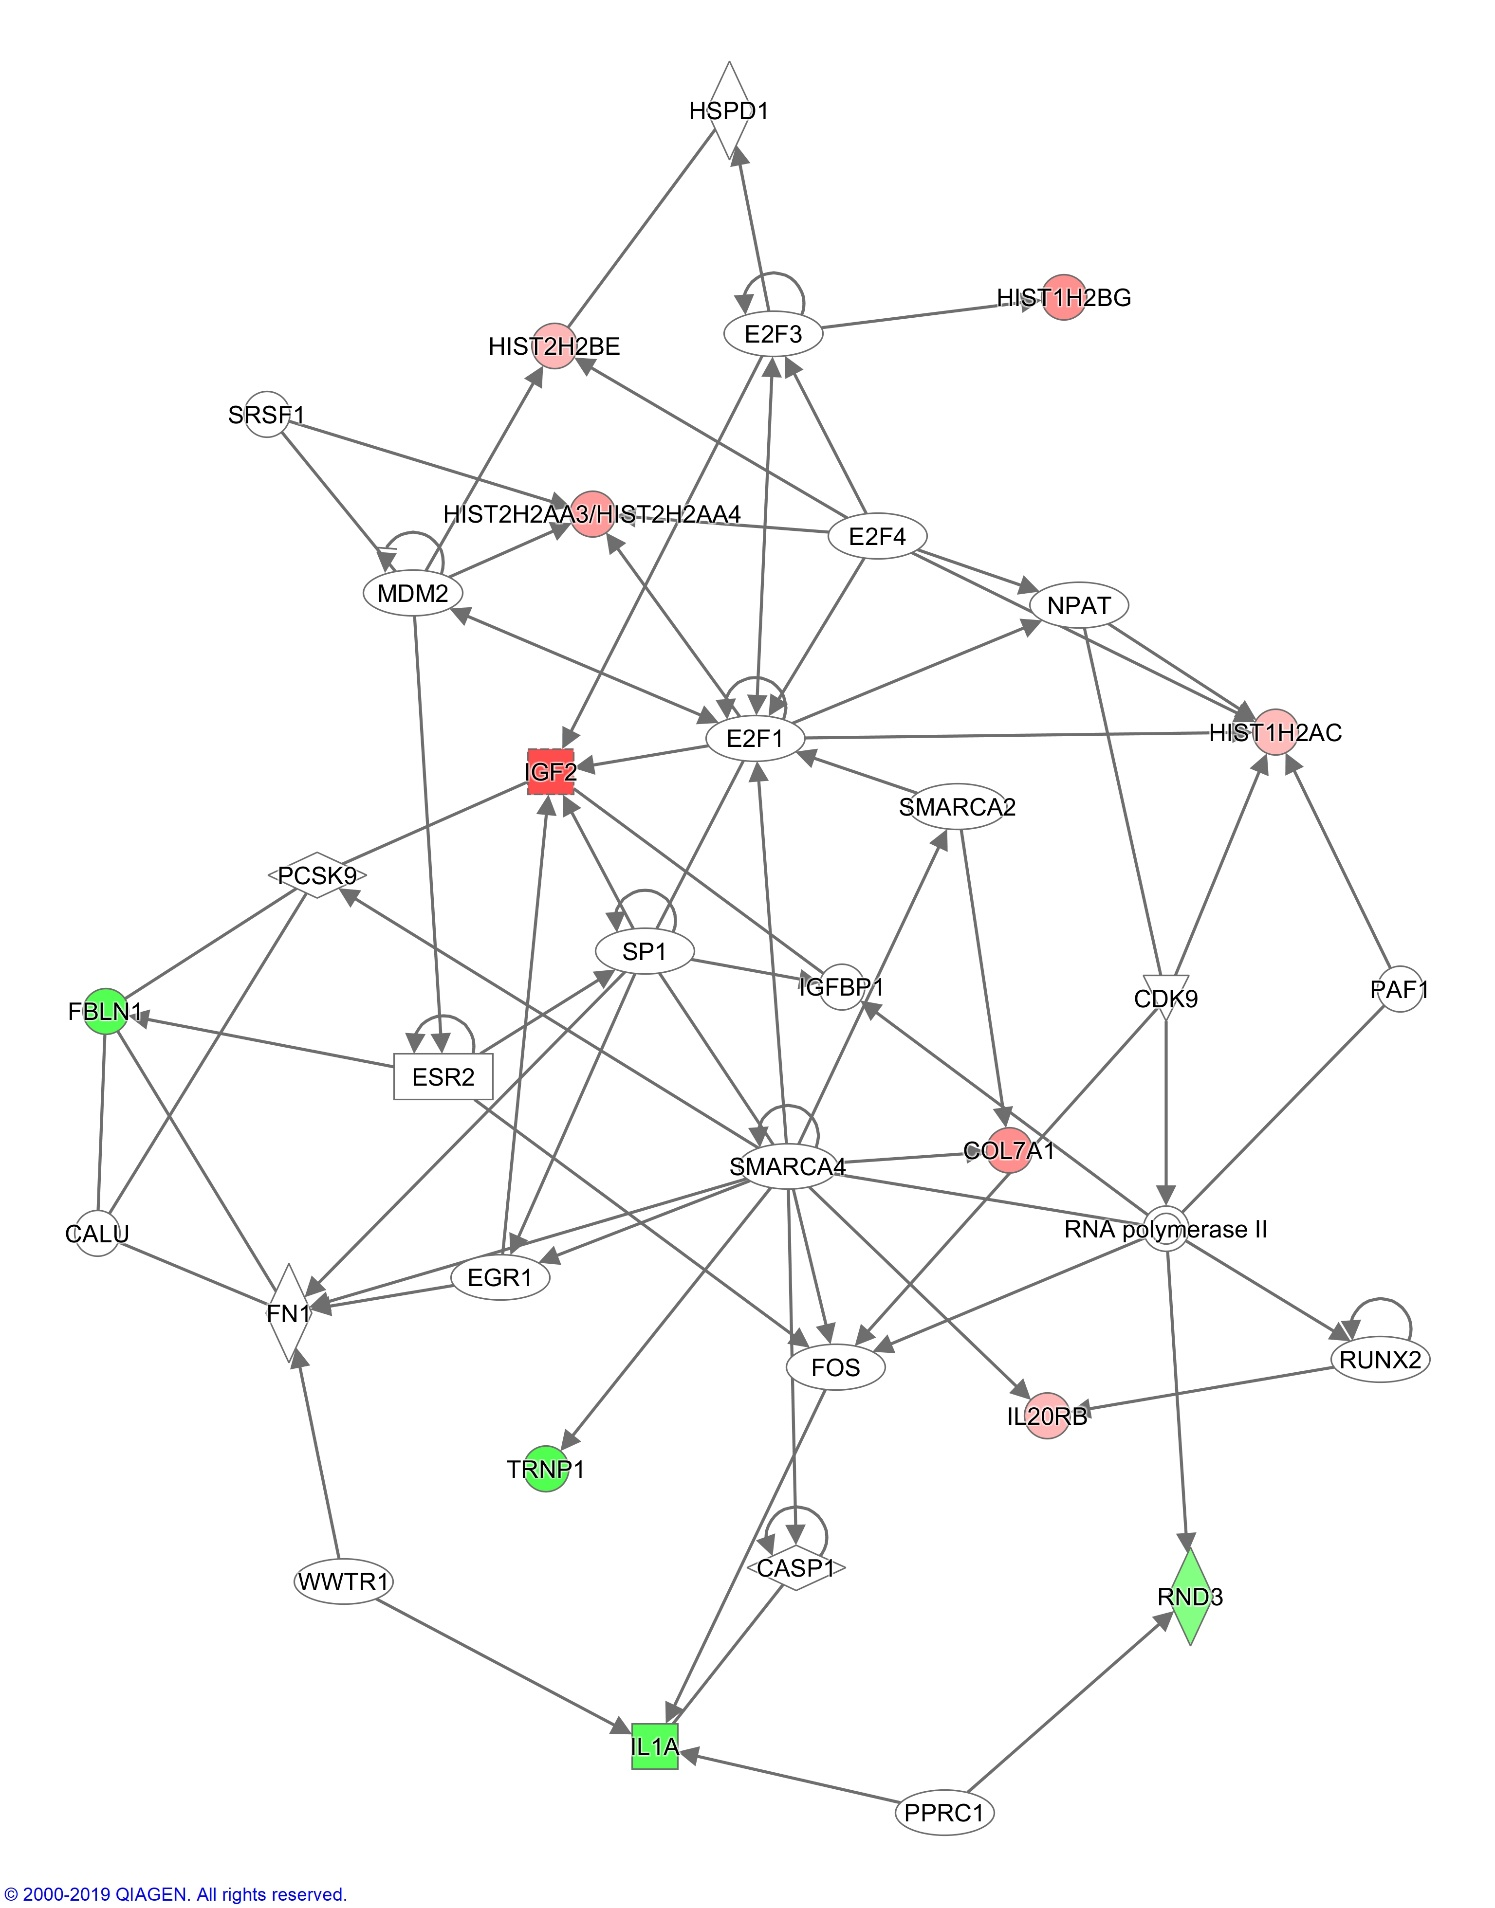 HSPD1
HIST1H2BG
E2F3
HIST2H2BE
SRSF1
HIST2H2AA3/HIST2H2AA4
E2F4
MDM2
NPAT
HIST1H2AC
E2F1
IGF2
SMARCA2
PCSK9
SP1
IGFBP1
PAF1
CDK9
FBLN1
ESR2
COL7A1
SMARCA4
RNA polymerase II
CALU
EGR1
FN1
FOS
RUNX2
IL20RB
TRNP1
CASP1
WWTR1
RND3
IL1A
PPRC1
© 2000-2019 QIAGEN. All rights reserved.